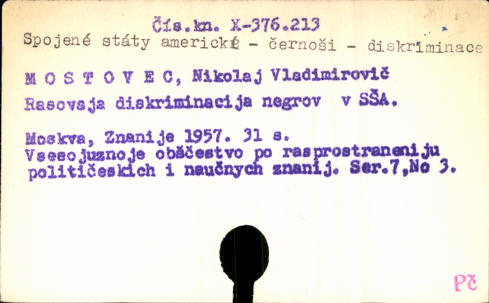 Čís.kn. X-376.213
Spojené státy americké - černoši - diskriminace
M O S T O V E C, Nikolaj Vladimirovič
Rasovaja diskriminacija negrov v SŠA.
Moskva, Znanije 1957. 31 s.
Vsesojuznoje obščestvo po rasprostraneniju
političeskich i naučnych znanij. Ser.7,No 3.
Pč